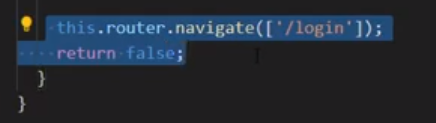 this.router.navigate(['/login']);
return false;
}
}